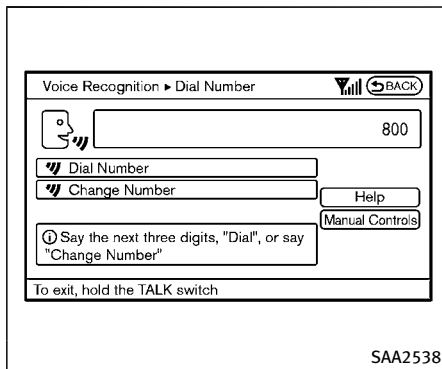 Voice Recognition ▸ Dial Number
BACK
800
Dial Number
Change Number
Help
Manual Controls
Say the next three digits, "Dial", or say
"Change Number"
To exit, hold the TALK switch
SAA2538